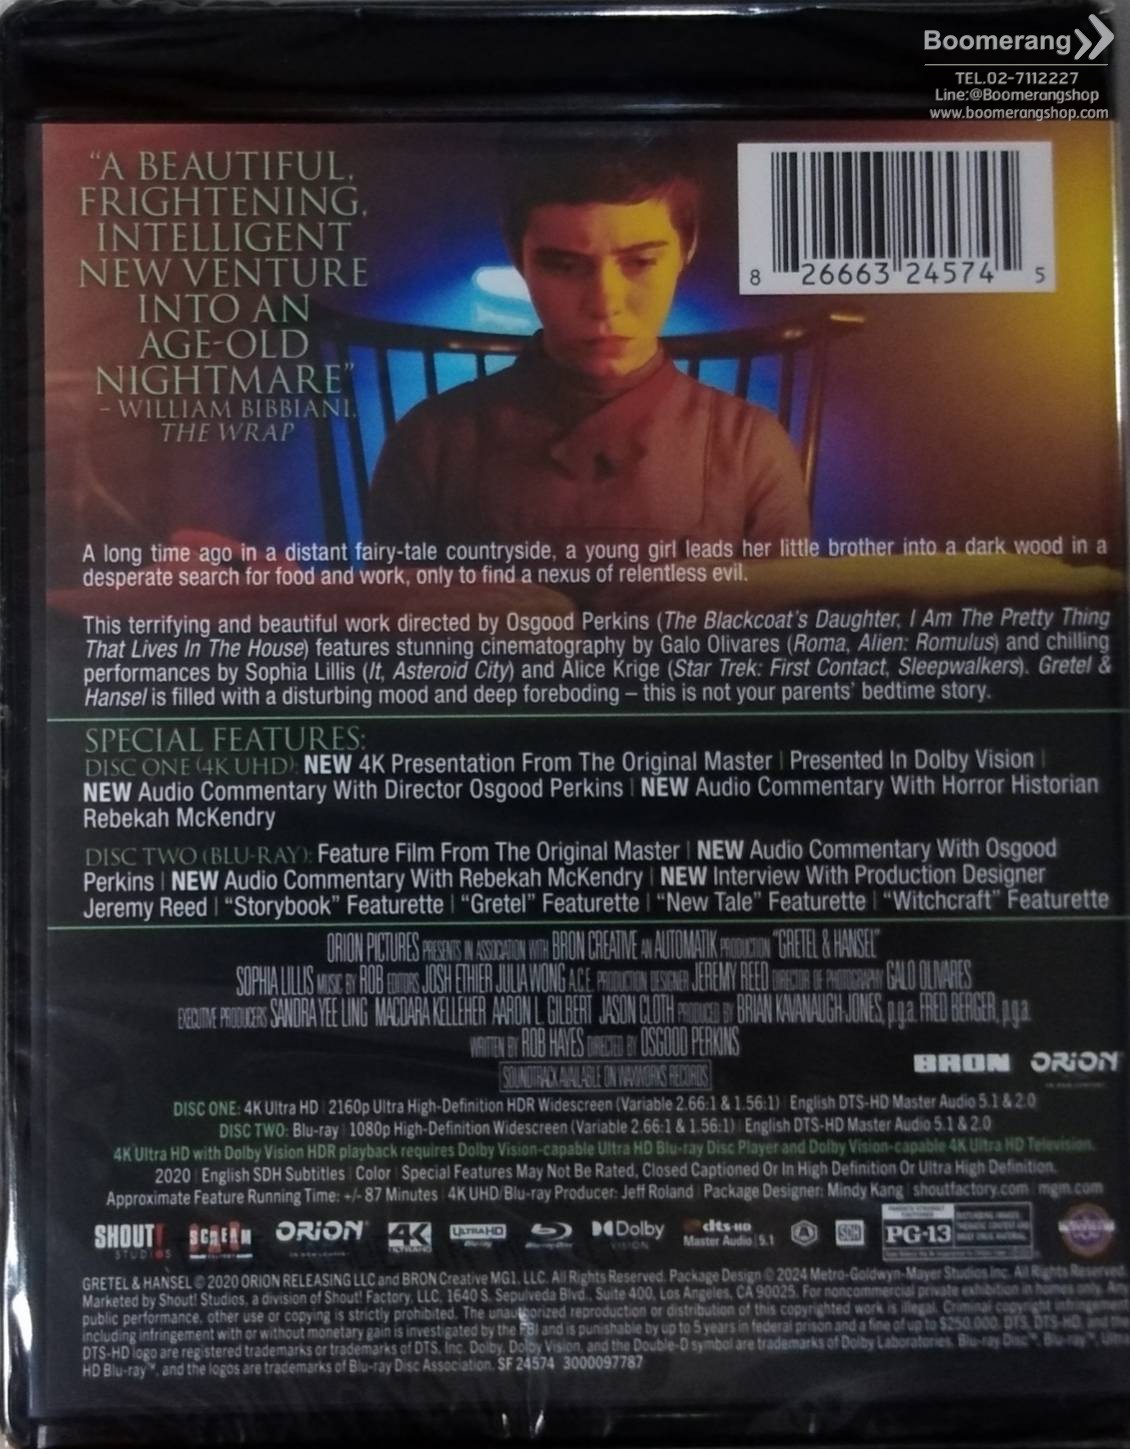 Boomerang
TEL.02-7112227
Line:@Boomerangshop
www.boomerangshop.com
"A BEAUTIFUL,
FRIGHTENING,
INTELLIGENT
NEW VENTURE
INTO AN
AGE-OLD
NIGHTMARE"
- WILLIAM BIBBIANI,
THE WRAP
8 26663 24574 5
A long time ago in a distant fairy-tale countryside, a young girl leads her little brother into a dark wood in a
desperate search for food and work, only to find a nexus of relentless evil.
This terrifying and beautiful work directed by Osgood Perkins (The Blackcoat's Daughter, I Am The Pretty Thing
That Lives In The House) features stunning cinematography by Galo Olivares (Roma, Alien: Romulus) and chilling
performances by Sophia Lillis (It, Asteroid City) and Alice Krige (Star Trek: First Contact, Sleepwalkers). Gretel &
Hansel is filled with a disturbing mood and deep foreboding – this is not your parents' bedtime story.
SPECIAL FEATURES:
DISC ONE (4K UHD): NEW 4K Presentation From The Original Master | Presented In Dolby Vision |
NEW Audio Commentary With Director Osgood Perkins | NEW Audio Commentary With Horror Historian
Rebekah McKendry
DISC TWO (BLU-RAY): Feature Film From The Original Master | NEW Audio Commentary With Osgood
Perkins | NEW Audio Commentary With Rebekah McKendry | NEW Interview With Production Designer
Jeremy Reed | "Storybook" Featurette | "Gretel" Featurette | "New Tale" Featurette | "Witchcraft" Featurette
ORION PICTURES PRESENTS IN ASSOCIATION WITH BRON CREATIVE AN AUTOMATIK PRODUCTION "GRETEL & HANSEL"
SOPHIA LILLIS MUSIC BY ROB EDITORS JOSH ETHIER JULIA WONG A.C.E. PRODUCTION DESIGNER JEREMY REED DIRECTOR OF PHOTOGRAPHY GALO OLIVARES
EXECUTIVE PRODUCERS SANDRA YEE LING MACDARA KELLEHER AARON L. GILBERT JASON CLOTH PRODUCED BY BRIAN KAVANAUGH-JONES, p.g.a. FRED BERGER, p.g.a.
WRITTEN BY ROB HAYES DIRECTED BY OSGOOD PERKINS
BRON ORION
SOUNDTRACK AVAILABLE ON WAXWORKS RECORDS
DISC ONE: 4K Ultra HD | 2160p Ultra High-Definition HDR Widescreen (Variable 2.66:1 & 1.56:1) | English DTS-HD Master Audio 5.1 & 2.0
DISC TWO: Blu-ray | 1080p High-Definition Widescreen (Variable 2.66:1 & 1.56:1) | English DTS-HD Master Audio 5.1 & 2.0
4K Ultra HD with Dolby Vision HDR playback requires Dolby Vision-capable Ultra HD Blu-ray Disc Player and Dolby Vision-capable 4K Ultra HD Television.
2020 | English SDH Subtitles | Color | Special Features May Not Be Rated, Closed Captioned Or In High Definition Or Ultra High Definition.
Approximate Feature Running Time: +/- 87 Minutes | 4K UHD/Blu-ray Producer: Jeff Roland | Package Designer: Mindy Kang | shoutfactory.com | mgm.com
SHOUT! STUDIOS SCREAM FACTORY ORION 4K ULTRA HD ULTRA HD Blu-ray Blu-ray Dolby VISION dts-HD Master Audio | 5.1 PG-13
GRETEL & HANSEL © 2020 ORION RELEASING LLC and BRON Creative MG1, LLC. All Rights Reserved. Package Design © 2024 Metro-Goldwyn-Mayer Studios Inc. All Rights Reserved.
Marketed by Shout! Studios, a division of Shout! Factory, LLC, 1640 S. Sepulveda Blvd., Suite 400, Los Angeles, CA 90025. For noncommercial private exhibition in homes only. Any
public performance, other use or copying is strictly prohibited. The unauthorized reproduction or distribution of this copyrighted work is illegal. Criminal copyright infringement,
including infringement with or without monetary gain is investigated by the FBI and is punishable by up to 5 years in federal prison and a fine of up to $250,000. DTS, DTS-HD, and the
DTS-HD logo are registered trademarks or trademarks of DTS, Inc. Dolby, Dolby Vision, and the Double-D symbol are trademarks of Dolby Laboratories. Blu-ray Disc™, Blu-ray™, Ultra
HD Blu-ray™, and the logos are trademarks of Blu-ray Disc Association. SF 24574 3000097787